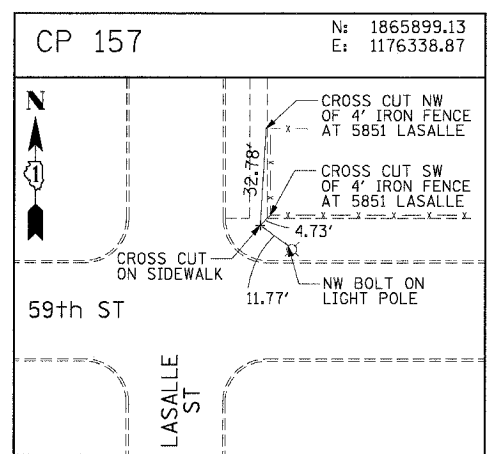 CP 157
N: 1865899.13
E: 1176338.87
N
1
CROSS CUT NW
OF 4' IRON FENCE
AT 5851 LASALLE
32.78'
CROSS CUT SW
OF 4' IRON FENCE
AT 5851 LASALLE
4.73'
CROSS CUT
ON SIDEWALK
11.77'
NW BOLT ON
LIGHT POLE
59th ST
LASALLE
ST